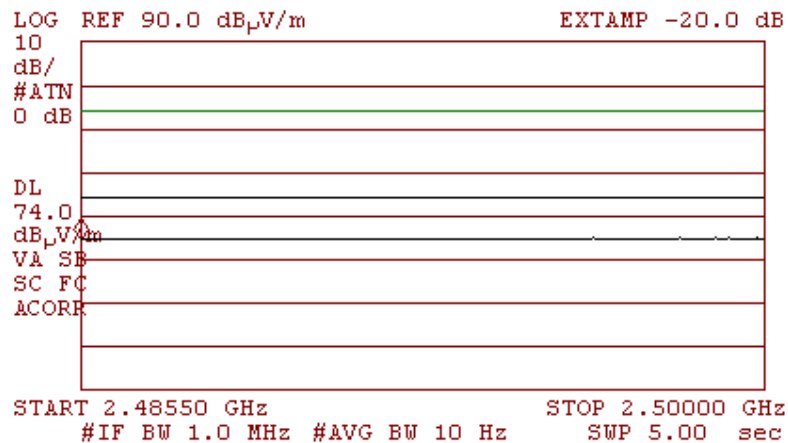 LOG REF 90.0 dBμV/m EXTAMP -20.0 dB
10
dB/
#ATN
0 dB
DL
74.0
dBμV/m
VA SB
SC FC
ACORR
START 2.48550 GHz STOP 2.50000 GHz
#IF BW 1.0 MHz #AVG BW 10 Hz SWP 5.00 sec